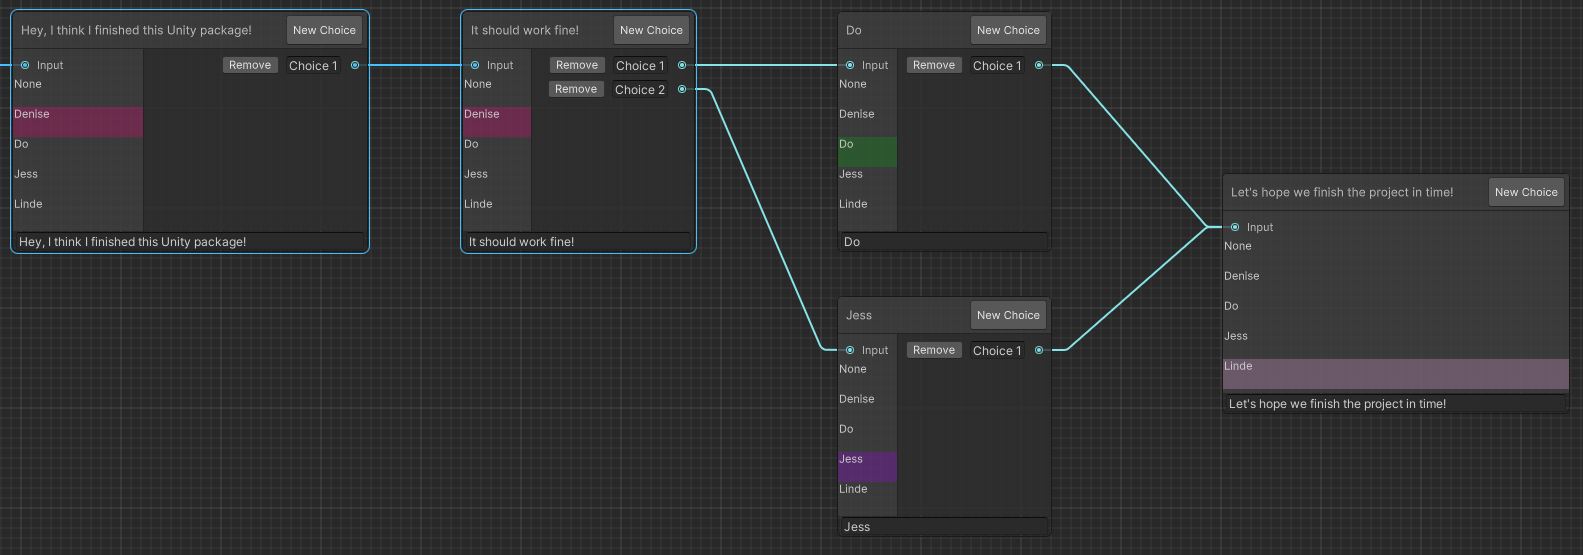 Hey, I think I finished this Unity package!
New Choice
Input
Remove
Choice 1
None
Denise
Do
Jess
Linde
Hey, I think I finished this Unity package!
It should work fine!
New Choice
Input
Remove
Choice 1
Remove
Choice 2
None
Denise
Do
Jess
Linde
It should work fine!
Do
New Choice
Input
Remove
Choice 1
None
Denise
Do
Jess
Linde
Do
Jess
New Choice
Input
Remove
Choice 1
None
Denise
Do
Jess
Linde
Jess
Let's hope we finish the project in time!
New Choice
Input
None
Denise
Do
Jess
Linde
Let's hope we finish the project in time!